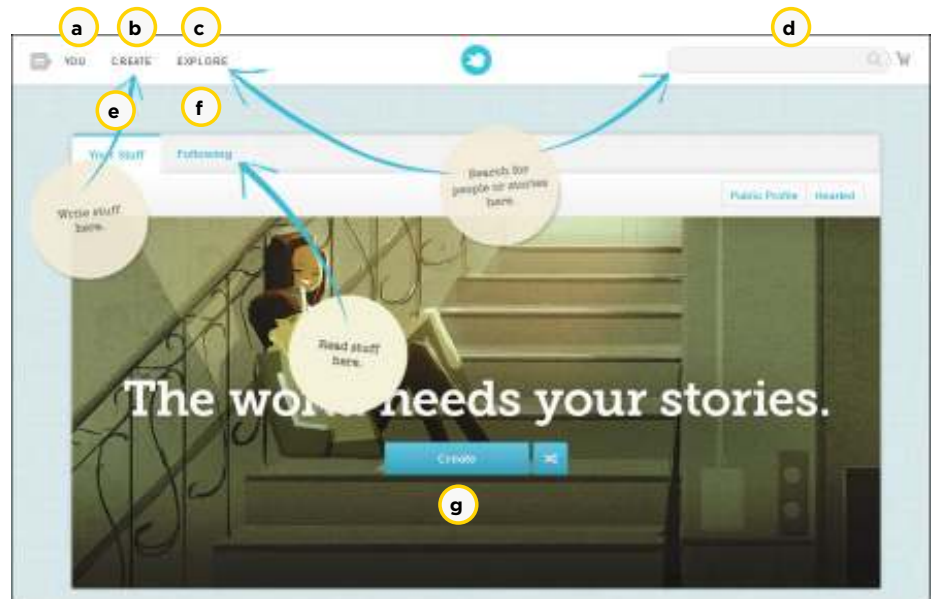 a
b
c
d
YOU
CREATE
EXPLORE
e
f
Your Stuff
Following
Search for
people or stories
here.
Public Profile
Hearted
Write stuff
here.
Read stuff
here.
The world needs your stories.
Create
g